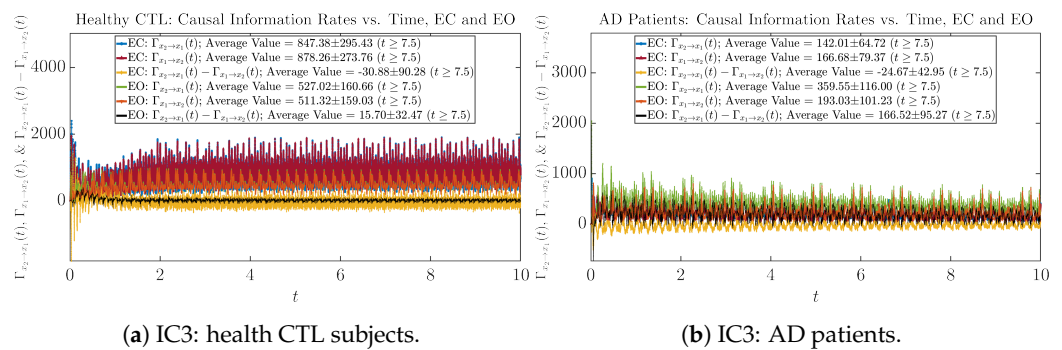 Healthy CTL: Causal Information Rates vs. Time, EC and EO
Γx₂→x₁(t), Γx₁→x₂(t), & Γx₂→x₁(t) − Γx₁→x₂(t)
EC: Γx₂→x₁(t); Average Value = 847.38±295.43 (t ≥ 7.5)
EC: Γx₁→x₂(t); Average Value = 878.26±273.76 (t ≥ 7.5)
EC: Γx₂→x₁(t) − Γx₁→x₂(t); Average Value = -30.88±90.28 (t ≥ 7.5)
EO: Γx₂→x₁(t); Average Value = 527.02±160.66 (t ≥ 7.5)
EO: Γx₁→x₂(t); Average Value = 511.32±159.03 (t ≥ 7.5)
EO: Γx₂→x₁(t) − Γx₁→x₂(t); Average Value = 15.70±32.47 (t ≥ 7.5)
4000
2000
0
0 2 4 6 8 10
t
(a) IC3: health CTL subjects.
AD Patients: Causal Information Rates vs. Time, EC and EO
Γx₂→x₁(t), Γx₁→x₂(t), & Γx₂→x₁(t) − Γx₁→x₂(t)
EC: Γx₂→x₁(t); Average Value = 142.01±64.72 (t ≥ 7.5)
EC: Γx₁→x₂(t); Average Value = 166.68±79.37 (t ≥ 7.5)
EC: Γx₂→x₁(t) − Γx₁→x₂(t); Average Value = -24.67±42.95 (t ≥ 7.5)
EO: Γx₂→x₁(t); Average Value = 359.55±116.00 (t ≥ 7.5)
EO: Γx₁→x₂(t); Average Value = 193.03±101.23 (t ≥ 7.5)
EO: Γx₂→x₁(t) − Γx₁→x₂(t); Average Value = 166.52±95.27 (t ≥ 7.5)
3000
2000
1000
0
0 2 4 6 8 10
t
(b) IC3: AD patients.